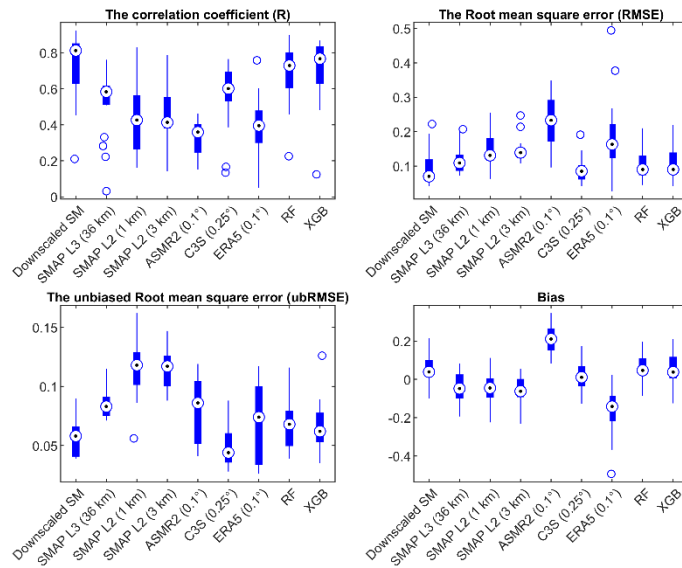 The correlation coefficient (R)
0.8
0.6
0.4
0.2
0
Downscaled SM
SMAP L3 (36 km)
SMAP L2 (1 km)
SMAP L2 (3 km)
ASMR2 (0.1°)
C3S (0.25°)
ERA5 (0.1°)
RF
XGB
The Root mean square error (RMSE)
0.5
0.4
0.3
0.2
0.1
Downscaled SM
SMAP L3 (36 km)
SMAP L2 (1 km)
SMAP L2 (3 km)
ASMR2 (0.1°)
C3S (0.25°)
ERA5 (0.1°)
RF
XGB
The unbiased Root mean square error (ubRMSE)
0.15
0.1
0.05
Downscaled SM
SMAP L3 (36 km)
SMAP L2 (1 km)
SMAP L2 (3 km)
ASMR2 (0.1°)
C3S (0.25°)
ERA5 (0.1°)
RF
XGB
Bias
0.2
0
-0.2
-0.4
Downscaled SM
SMAP L3 (36 km)
SMAP L2 (1 km)
SMAP L2 (3 km)
ASMR2 (0.1°)
C3S (0.25°)
ERA5 (0.1°)
RF
XGB